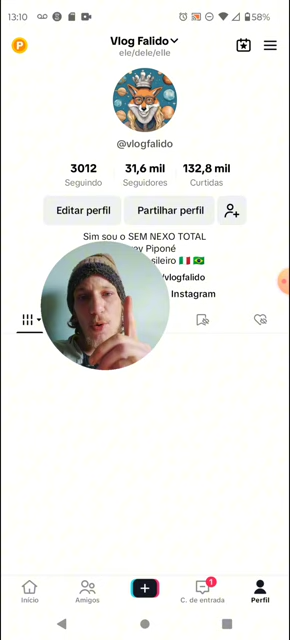 13:10
58%
P
Vlog Falido
ele/dele/elle
@vlogfalido
3012
31,6 mil
132,8 mil
Seguindo
Seguidores
Curtidas
Editar perfil
Partilhar perfil
Sim sou o SEM NEXO TOTAL
Piponé
/vlogfalido
Instagram
Início
Amigos
1
C. de entrada
Perfil